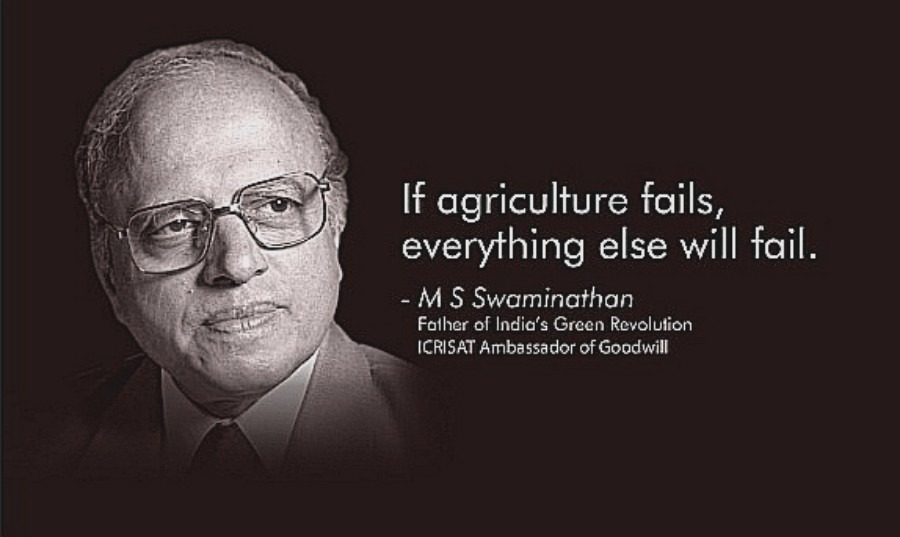 If agriculture fails,
everything else will fail.
- M S Swaminathan
Father of India's Green Revolution
ICRISAT Ambassador of Goodwill